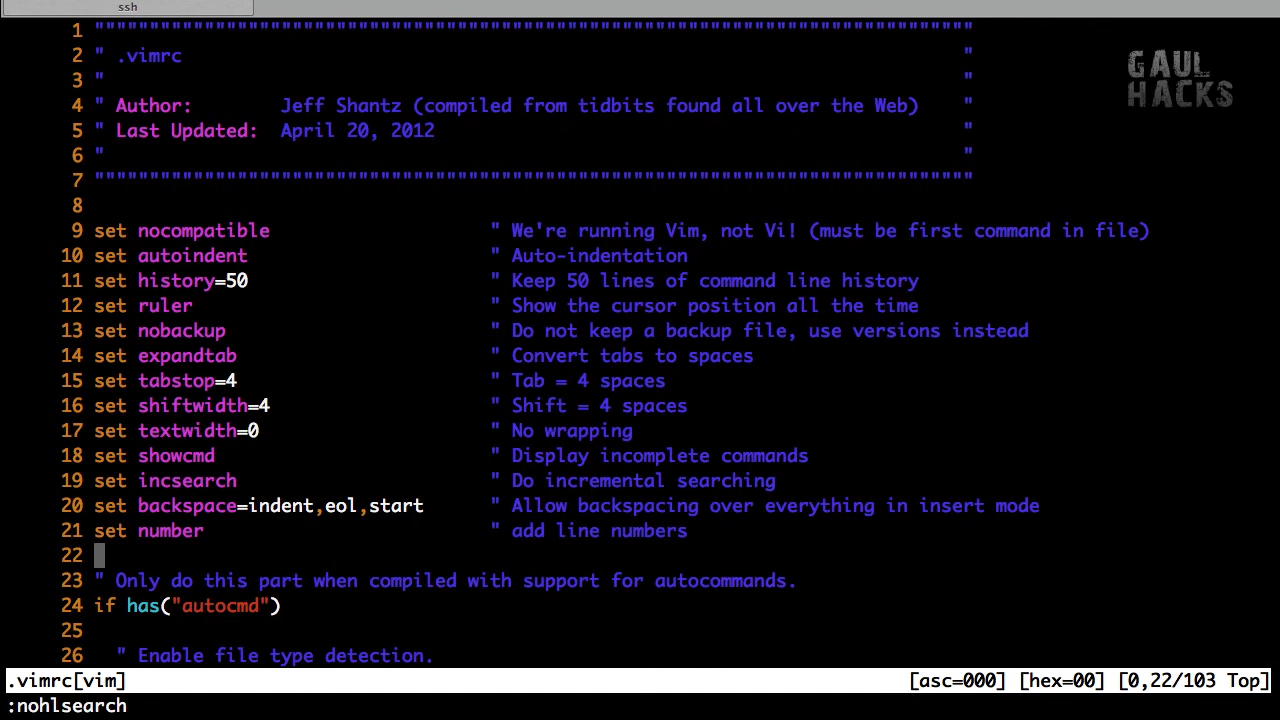 ssh
1 """"""""""""""""""""""""""""""""""""""""""""""""""""""""""""""""""""""""""""""""
2 " .vimrc "
3 " "
4 " Author: Jeff Shantz (compiled from tidbits found all over the Web) "
5 " Last Updated: April 20, 2012 "
6 " "
7 """"""""""""""""""""""""""""""""""""""""""""""""""""""""""""""""""""""""""""""""
8
9 set nocompatible " We're running Vim, not Vi! (must be first command in file)
10 set autoindent " Auto-indentation
11 set history=50 " Keep 50 lines of command line history
12 set ruler " Show the cursor position all the time
13 set nobackup " Do not keep a backup file, use versions instead
14 set expandtab " Convert tabs to spaces
15 set tabstop=4 " Tab = 4 spaces
16 set shiftwidth=4 " Shift = 4 spaces
17 set textwidth=0 " No wrapping
18 set showcmd " Display incomplete commands
19 set incsearch " Do incremental searching
20 set backspace=indent,eol,start " Allow backspacing over everything in insert mode
21 set number " add line numbers
22
23 " Only do this part when compiled with support for autocommands.
24 if has("autocmd")
25
26 " Enable file type detection.
.vimrc[vim] [asc=000] [hex=00] [0,22/103 Top]
:nohlsearch
GAUL
HACKS